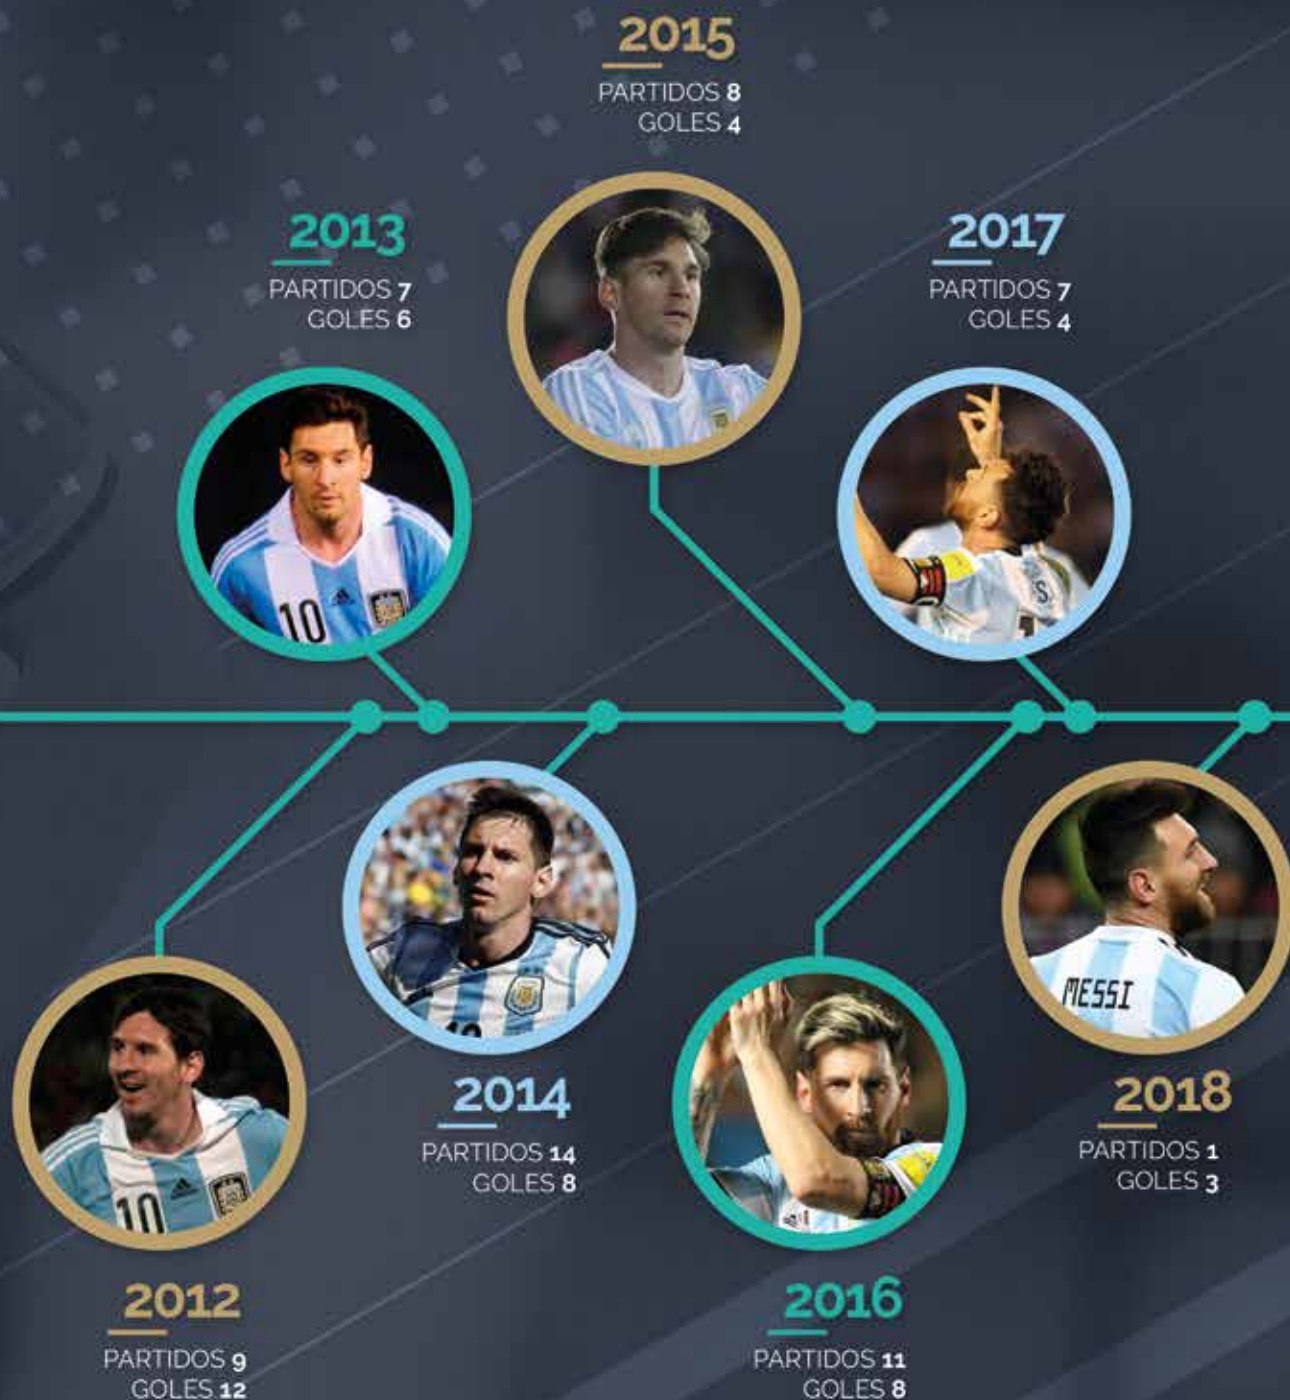 2015
PARTIDOS 8
GOLES 4
2013
PARTIDOS 7
GOLES 6
2017
PARTIDOS 7
GOLES 4
10
MESSI
2014
PARTIDOS 14
GOLES 8
2018
PARTIDOS 1
GOLES 3
10
2012
PARTIDOS 9
GOLES 12
2016
PARTIDOS 11
GOLES 8